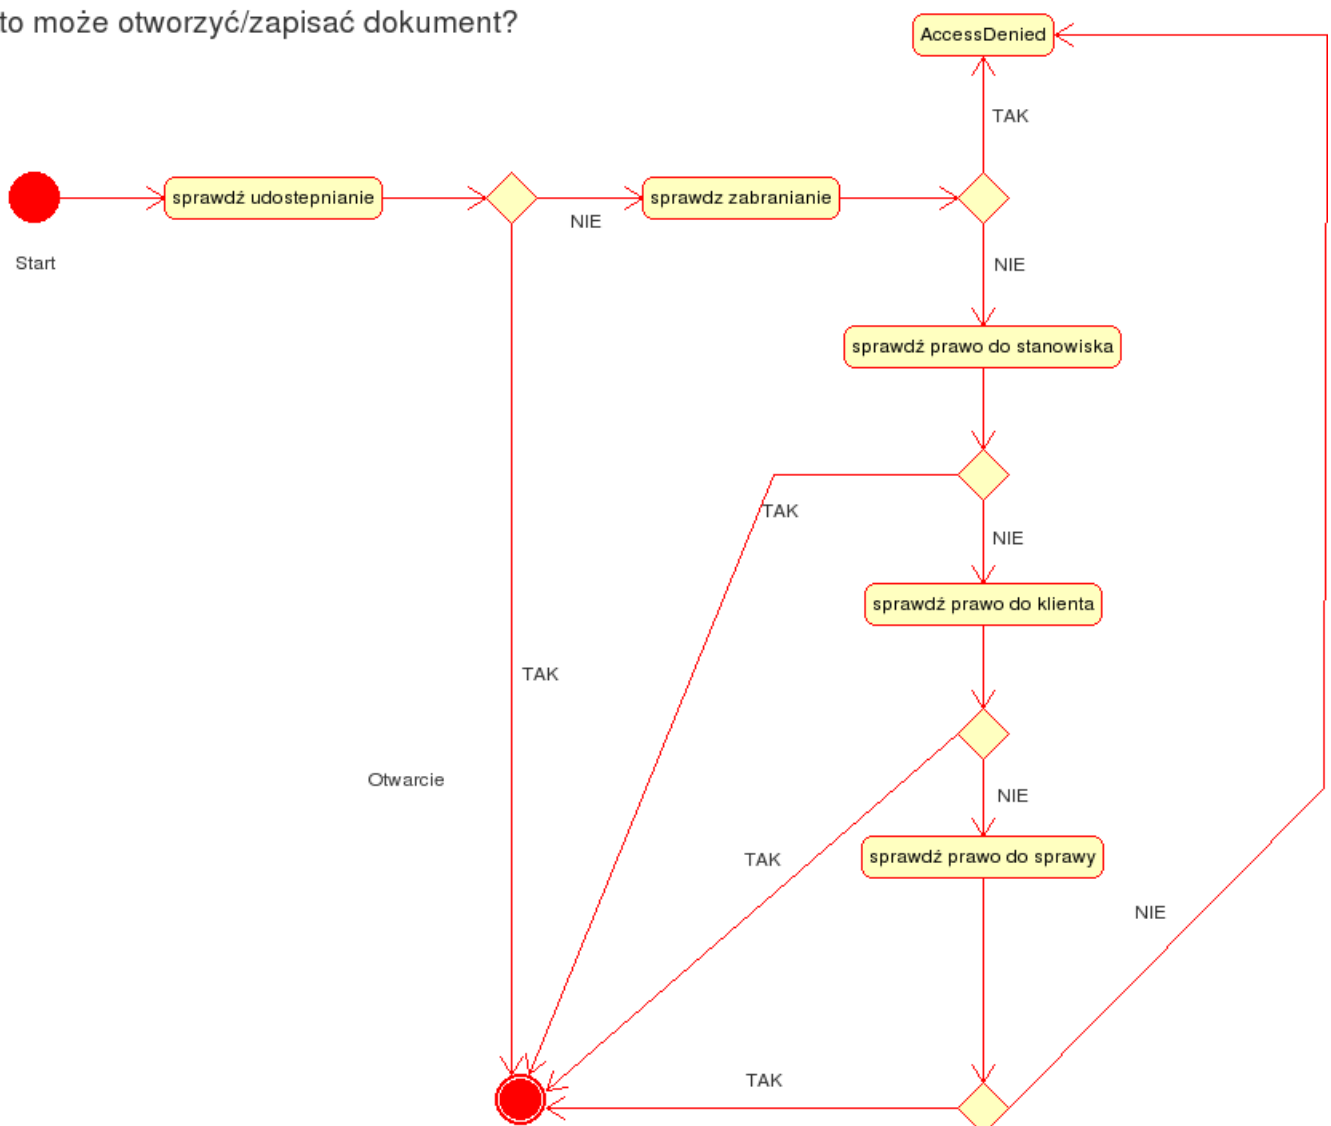 to może otworzyć/zapisać dokument?
AccessDenied
TAK
sprawdź udostepnianie
NIE
sprawdz zabranianie
Start
NIE
sprawdź prawo do stanowiska
TAK
NIE
sprawdź prawo do klienta
TAK
Otwarcie
NIE
TAK
sprawdź prawo do sprawy
NIE
TAK